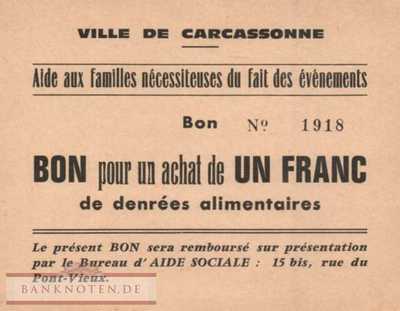 VILLE DE CARCASSONNE
Aide aux familles nécessiteuses du fait des évènements
Bon Nº 1918
BON pour un achat de UN FRANC
de denrées alimentaires
Le présent BON sera remboursé sur présentation
par le Bureau d'AIDE SOCIALE : 15 bis, rue du
Pont-Vieux.
BANKNOTEN.DE